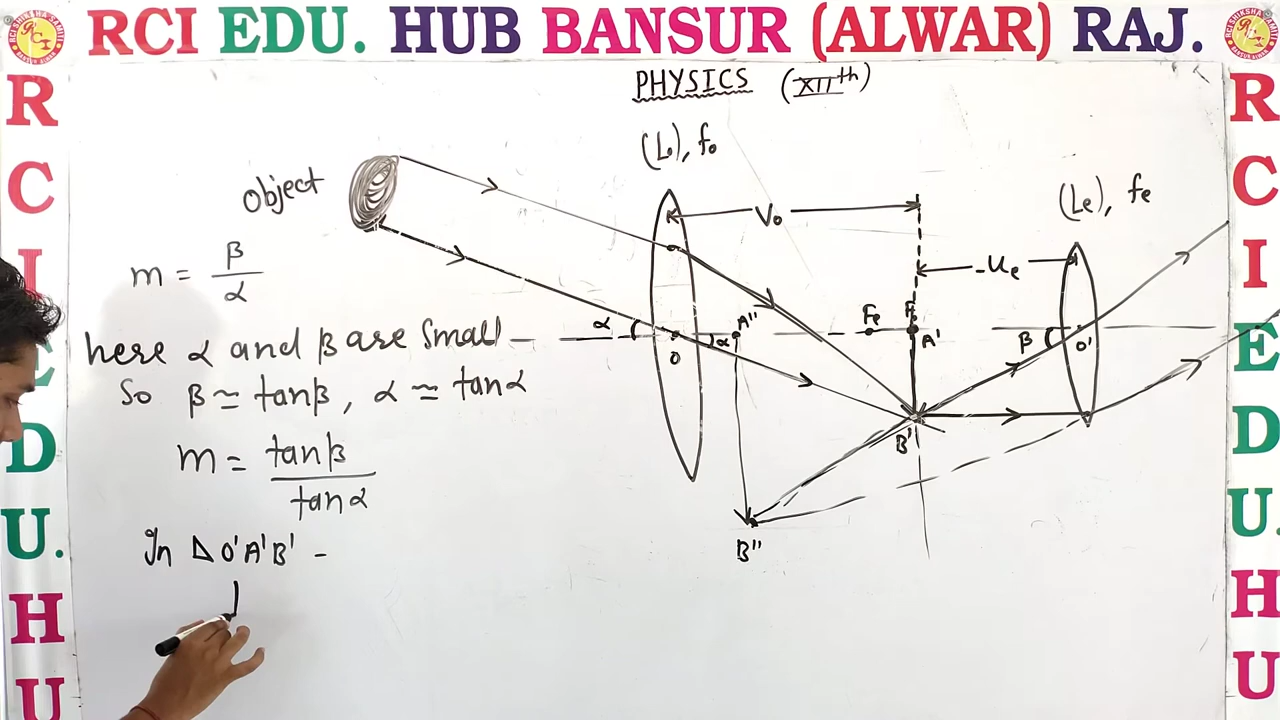 RCI EDU. HUB BANSUR (ALWAR) RAJ.
PHYSICS (XIIth)
R
C
I
E
D
U.
H
U
R
C
I
E
D
U.
H
U
Object
(Lo), fo
Vo
(Le), fe
-Ue
m = β/α
here α and β are Small -
So β ≃ tanβ, α ≃ tanα
m = tanβ/tanα
In Δ O'A'B' -
α
O
α
A''
Fe
Fo
A'
β
O'
B'
B''